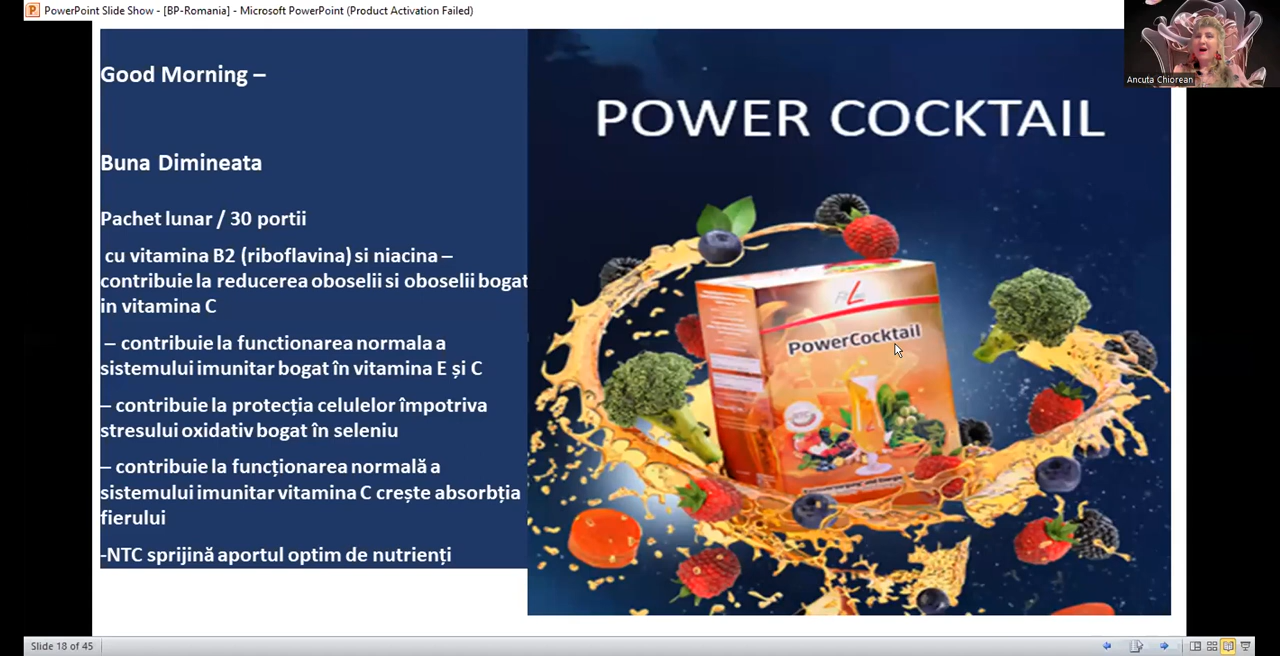 PowerPoint Slide Show - [BP-Romania] - Microsoft PowerPoint (Product Activation Failed)
Ancuta Chiorean
Good Morning –
Buna Dimineata
Pachet lunar / 30 portii
cu vitamina B2 (riboflavina) si niacina –
contribuie la reducerea oboselii si oboselii bogat
in vitamina C
– contribuie la functionarea normala a
sistemului imunitar bogat în vitamina E și C
– contribuie la protecția celulelor împotriva
stresului oxidativ bogat în seleniu
– contribuie la funcționarea normală a
sistemului imunitar vitamina C crește absorbția
fierului
-NTC sprijină aportul optim de nutrienți
POWER COCKTAIL
PowerCocktail
Slide 18 of 45